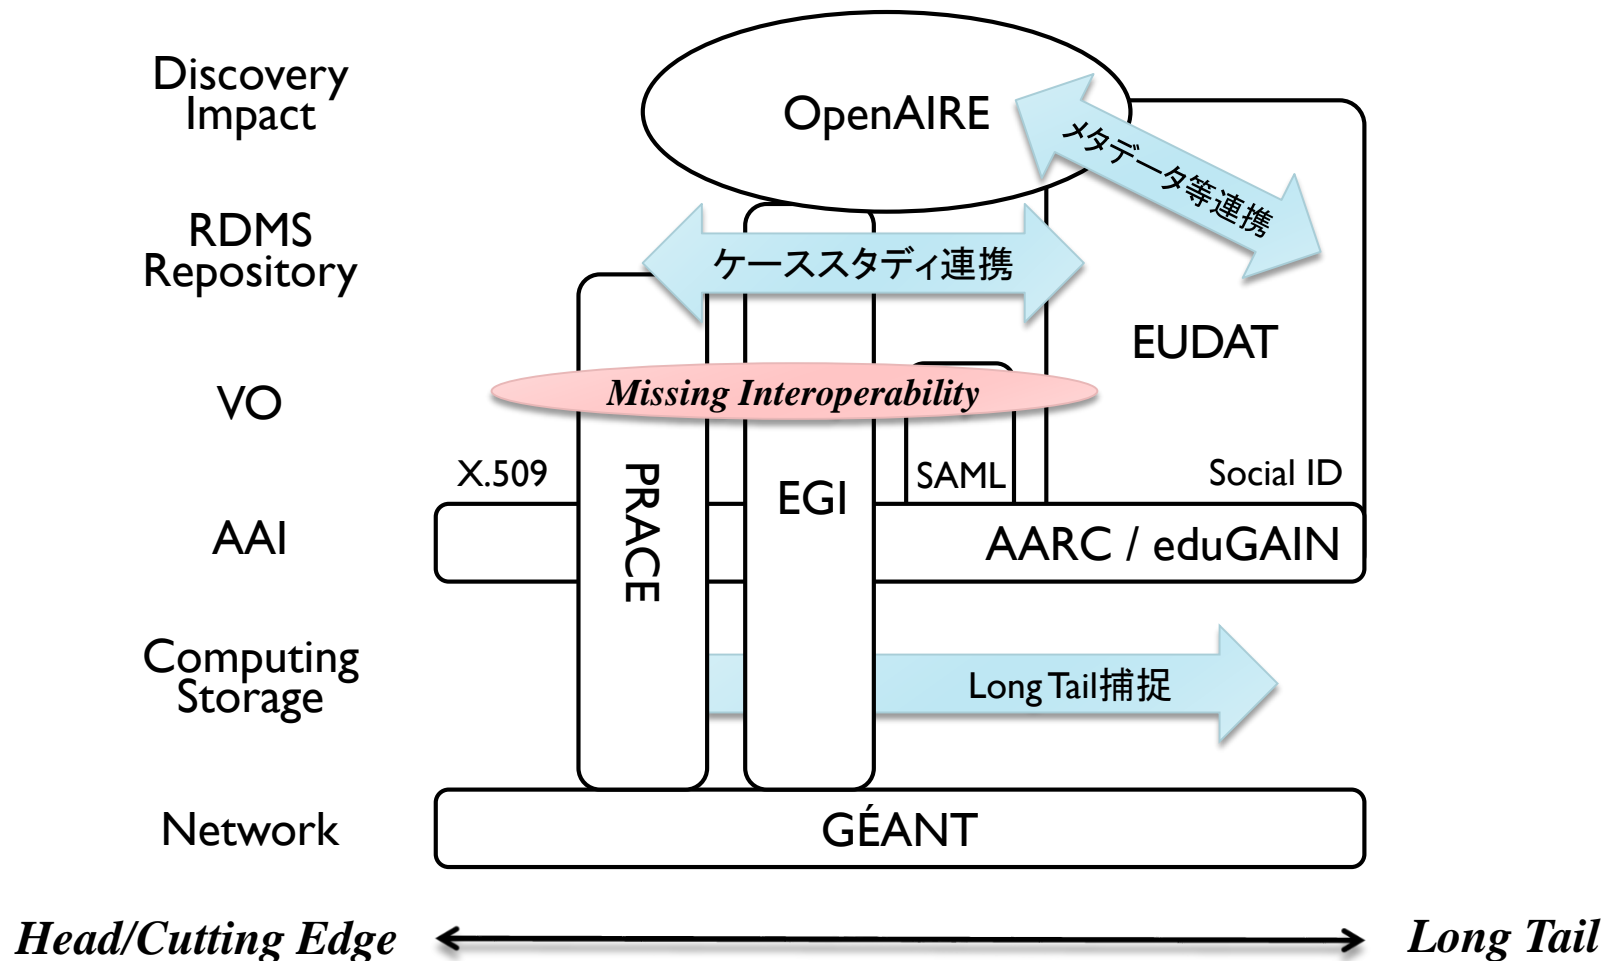 Discovery
Impact
OpenAIRE
メタデータ等連携
RDMS
Repository
ケーススタディ連携
EUDAT
VO
Missing Interoperability
X.509
PRACE
EGI
SAML
Social ID
AAI
AARC / eduGAIN
Computing
Storage
Long Tail捕捉
Network
GÉANT
Head/Cutting Edge
Long Tail